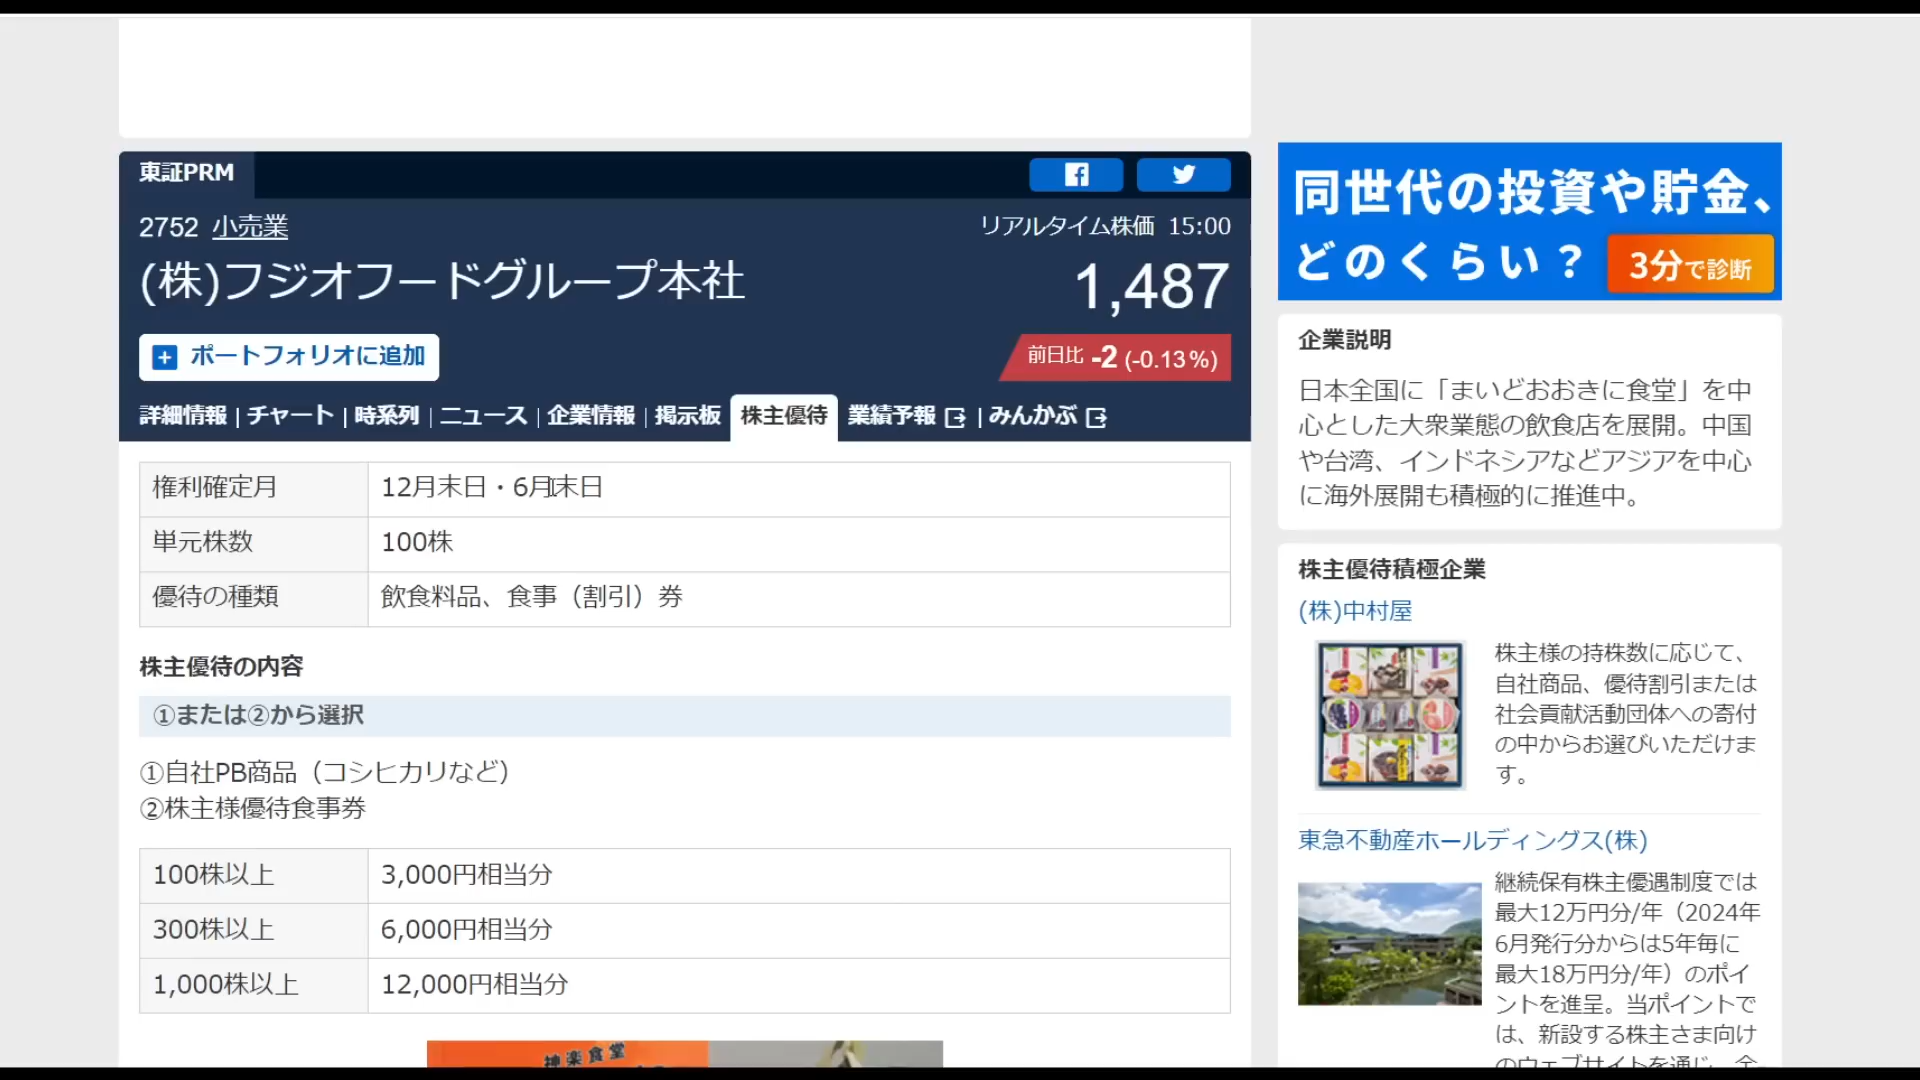 東証PRM
2752 小売業
リアルタイム株価 15:00
(株)フジオフードグループ本社
1,487
ポートフォリオに追加
前日比 -2 (-0.13%)
詳細情報 | チャート | 時系列 | ニュース | 企業情報 | 掲示板 株主優待 業績予報 | みんかぶ
権利確定月 12月末日・6月末日
単元株数 100株
優待の種類 飲食料品、食事（割引）券
株主優待の内容
①または②から選択
①自社PB商品（コシヒカリなど）
②株主様優待食事券
100株以上 3,000円相当分
300株以上 6,000円相当分
1,000株以上 12,000円相当分
神楽食堂
同世代の投資や貯金、
どのくらい？ 3分で診断
企業説明
日本全国に「まいどおおきに食堂」を中
心とした大衆業態の飲食店を展開。中国
や台湾、インドネシアなどアジアを中心
に海外展開も積極的に推進中。
株主優待積極企業
(株)中村屋
株主様の持株数に応じて、
自社商品、優待割引または
社会貢献活動団体への寄付
の中からお選びいただけま
す。
東急不動産ホールディングス(株)
継続保有株主優遇制度では
最大12万円分/年（2024年
6月発行分からは5年毎に
最大18万円分/年）のポイ
ントを進呈。当ポイントで
は、新設する株主さま向け
のウェブサイトを通じ、全